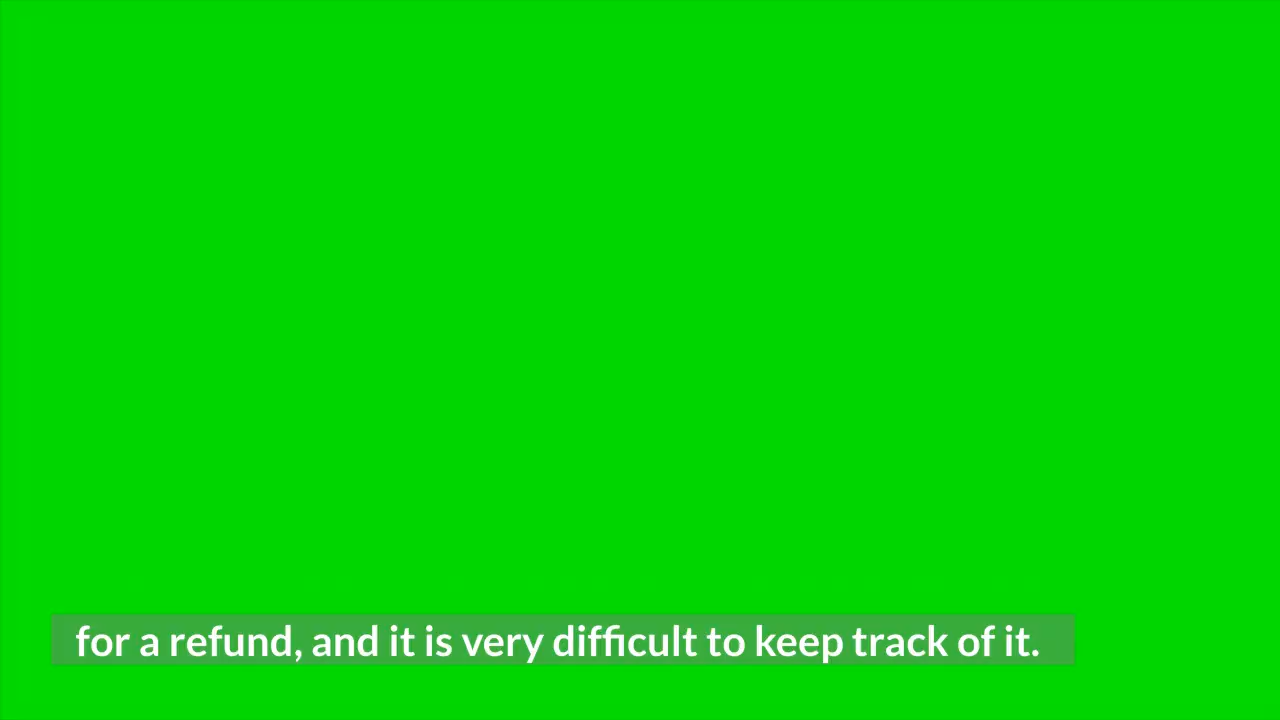 for a refund, and it is very difficult to keep track of it.